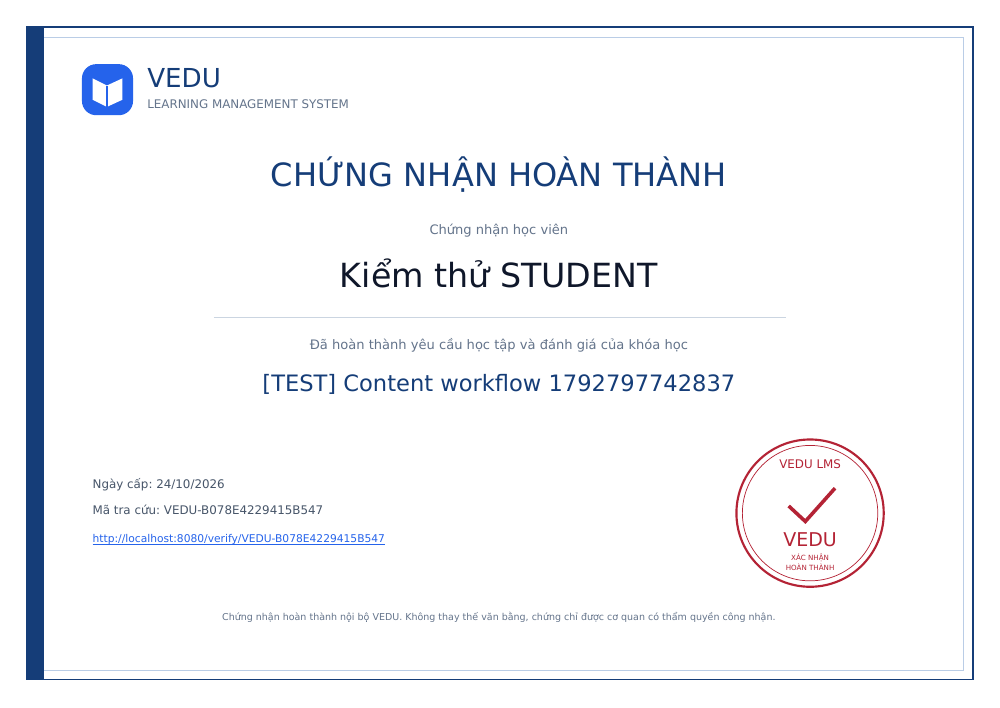 VEDU
LEARNING MANAGEMENT SYSTEM
CHỨNG NHẬN HOÀN THÀNH
Chứng nhận học viên
Kiểm thử STUDENT
Đã hoàn thành yêu cầu học tập và đánh giá của khóa học
[TEST] Content workflow 1792797742837
Ngày cấp: 24/10/2026
Mã tra cứu: VEDU-B078E4229415B547
http://localhost:8080/verify/VEDU-B078E4229415B547
VEDU LMS
VEDU
XÁC NHẬN
HOÀN THÀNH
Chứng nhận hoàn thành nội bộ VEDU. Không thay thế văn bằng, chứng chỉ được cơ quan có thẩm quyền công nhận.